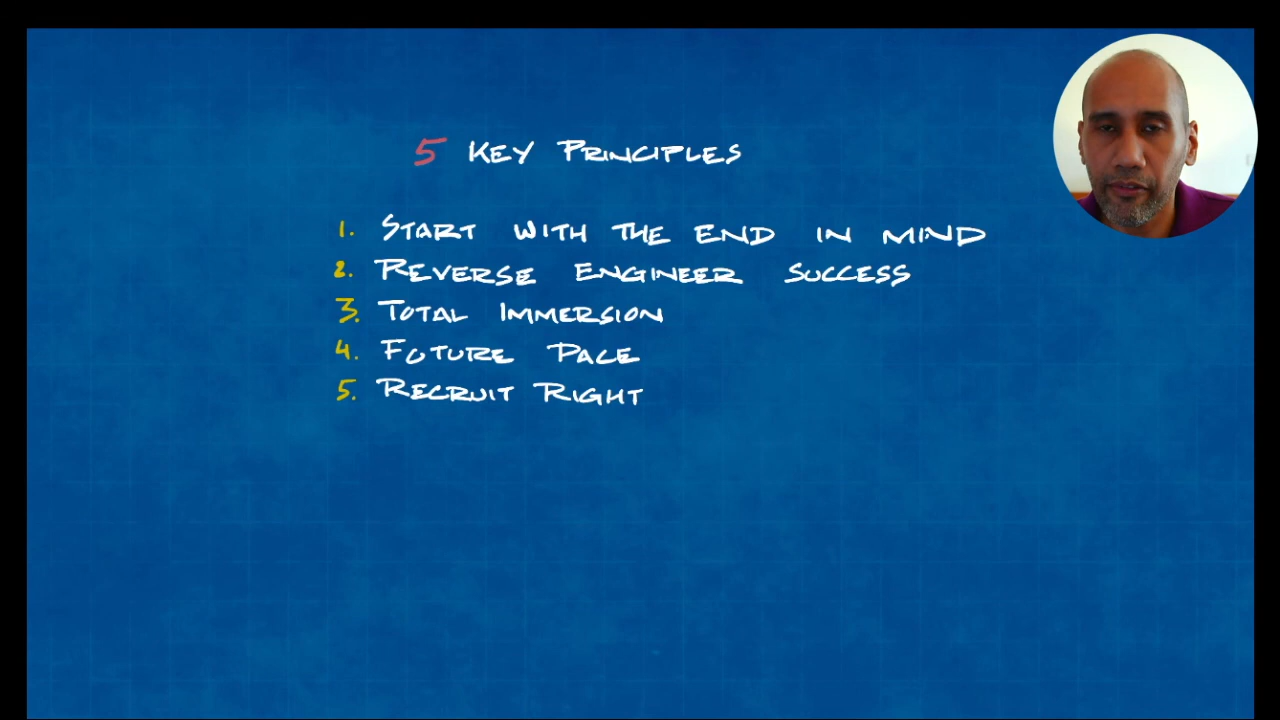 5 KEY PRINCIPLES
1. START WITH THE END IN MIND
2. REVERSE ENGINEER SUCCESS
3. TOTAL IMMERSION
4. FUTURE PACE
5. RECRUIT RIGHT